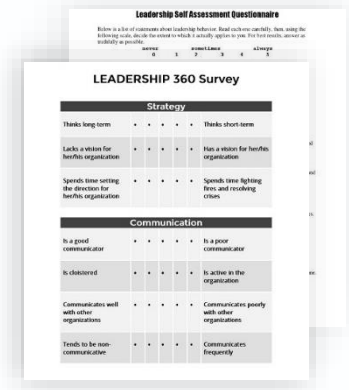 Leadership Self Assessment Questionnaire
Below is a list of statements about leadership behavior. Read each one carefully, then, using the
following scale, decide the extent to which it actually applies to you. For best results, answer as
truthfully as possible.
never sometimes always
0 1 2 3 4 5
LEADERSHIP 360 Survey
Strategy
Thinks long-term • • • • • Thinks short-term
Lacks a vision for • • • • • Has a vision for her/his
her/his organization organization
Spends time setting • • • • • Spends time fighting
the direction for fires and resolving
her/his organization crises
Communication
Is a good • • • • • Is a poor
communicator communicator
Is cloistered • • • • • Is active in the
organization
Communicates well • • • • • Communicates poorly
with other with other
organizations organizations
Tends to be non- • • • • • Communicates
communicative frequently